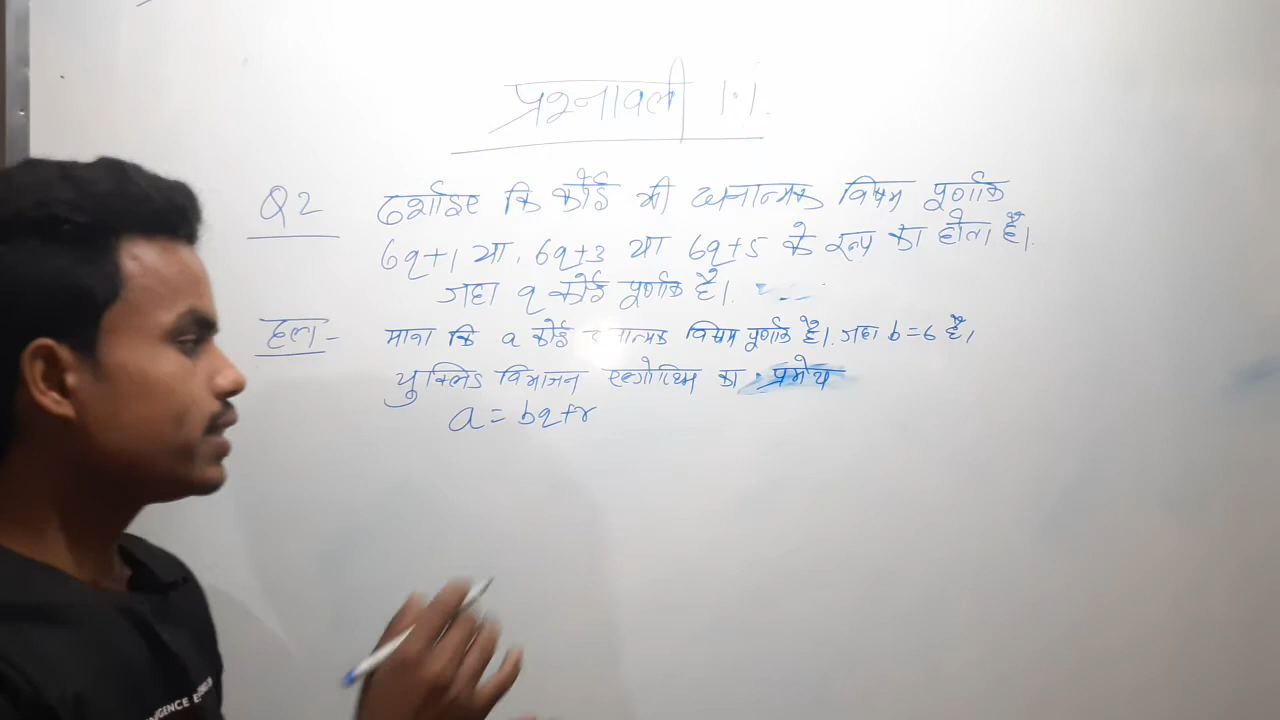 प्रश्नावली 1.1.
Q2 दर्शाइए कि कोई भी धनात्मक विषम पूर्णांक
6q+1 या, 6q+3 या 6q+5 के रूप का होता है।
जहा q कोई पूर्णांक है।
हल- माना कि a कोई नात्मक विषम पूर्णांक है। जहा b=6 है,
युक्लिड विभाजन एल्गोरिथ्म का प्रमेय
a = bq+r